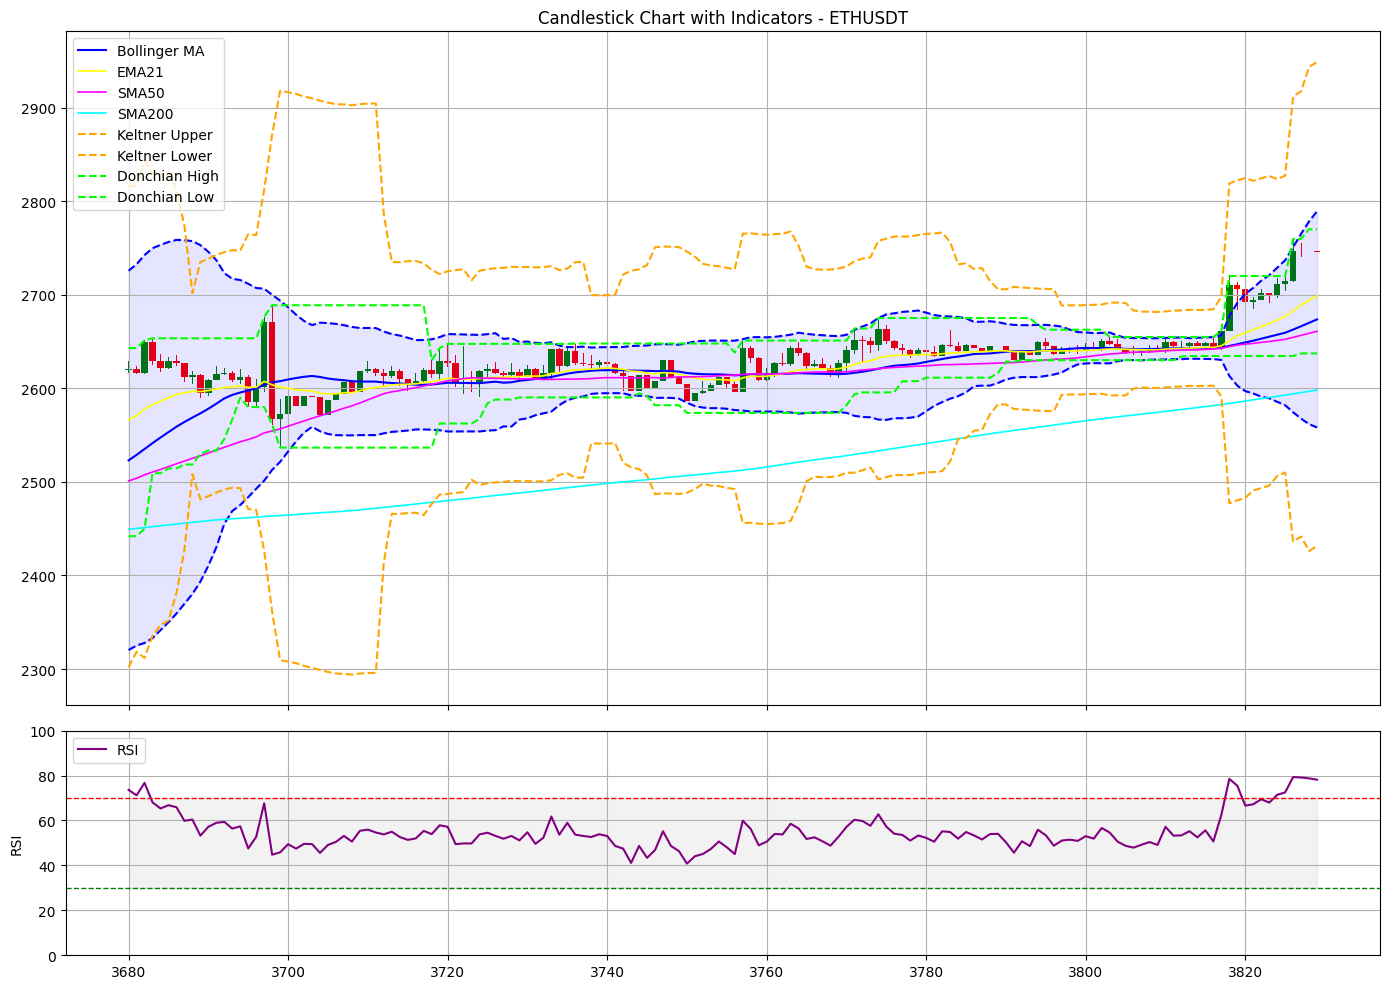 Candlestick Chart with Indicators - ETHUSDT
Bollinger MA
EMA21
SMA50
SMA200
Keltner Upper
Keltner Lower
Donchian High
Donchian Low
2900
2800
2700
2600
2500
2400
2300
RSI
100
80
60
40
20
0
RSI
3680
3700
3720
3740
3760
3780
3800
3820